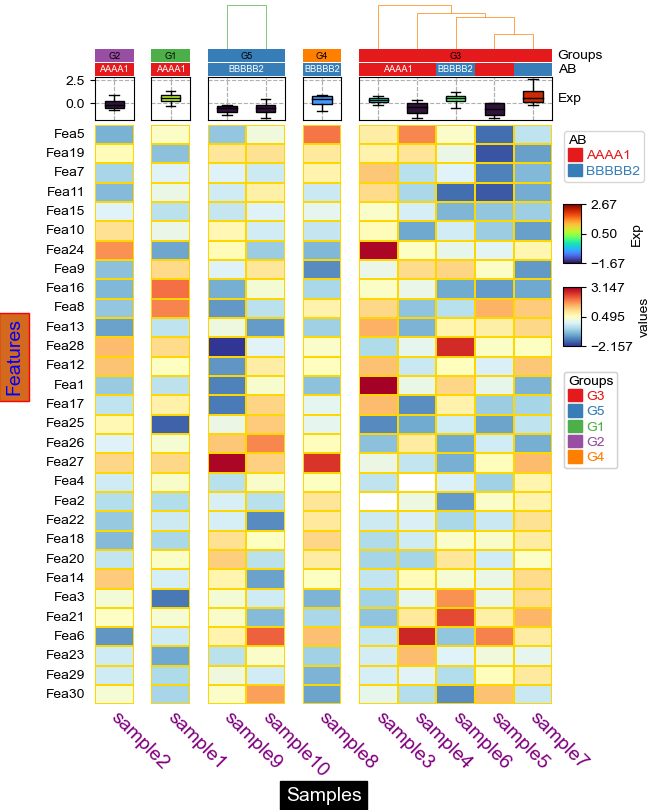 G2 G1 G5 G4 G3 Groups
AAAA1 AAAA1 BBBBB2 BBBBB2 AAAA1 BBBBB2 AB
2.5
0.0
Exp
Fea5
Fea19
Fea7
Fea11
Fea15
Fea10
Fea24
Fea9
Fea16
Fea8
Fea13
Fea28
Fea12
Fea1
Fea17
Fea25
Fea26
Fea27
Fea4
Fea2
Fea22
Fea18
Fea20
Fea14
Fea3
Fea21
Fea6
Fea23
Fea29
Fea30
Features
sample2
sample1
sample9
sample10
sample8
sample3
sample4
sample6
sample5
sample7
Samples
AB
AAAA1
BBBBB2
2.67
0.50
−1.67
Exp
3.147
0.495
−2.157
values
Groups
G3
G5
G1
G2
G4